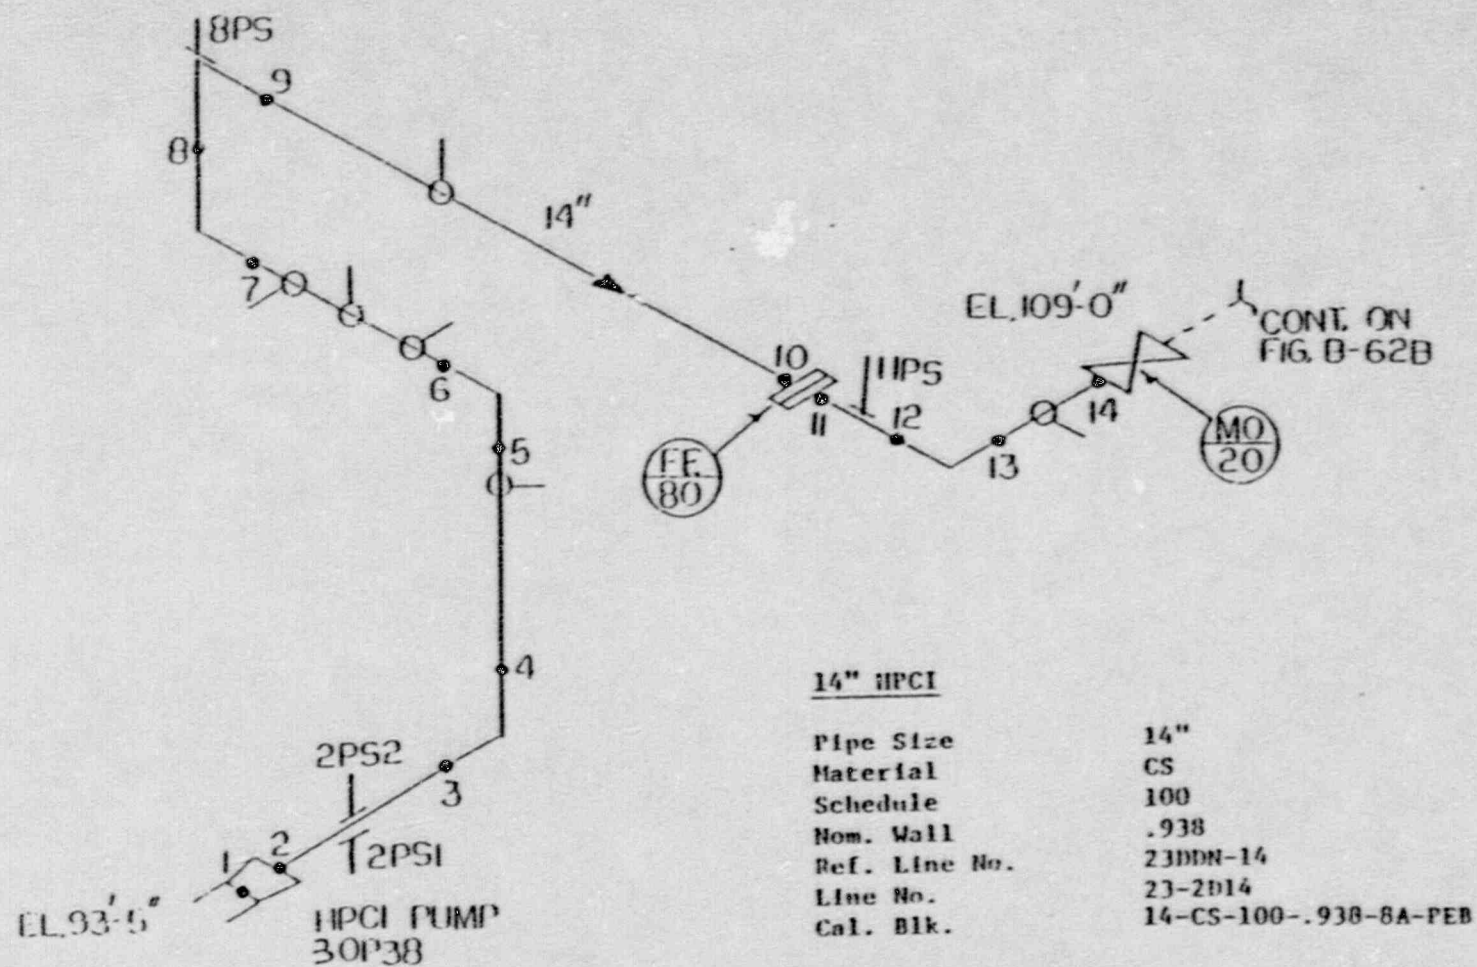 8PS
9
8
14"
7
6
5
4
10
11
11PS
12
13
14
EL.109'-0"
CONT. ON
FIG. B-62B
FE
80
MO
20
2PS2
3
2
1
2PS1
EL.93'-5"
HPCI PUMP
30P38
14" HPCI
Pipe Size 14"
Material CS
Schedule 100
Nom. Wall .938
Ref. Line No. 23DDN-14
Line No. 23-2D14
Cal. Blk. 14-CS-100-.938-8A-PEB